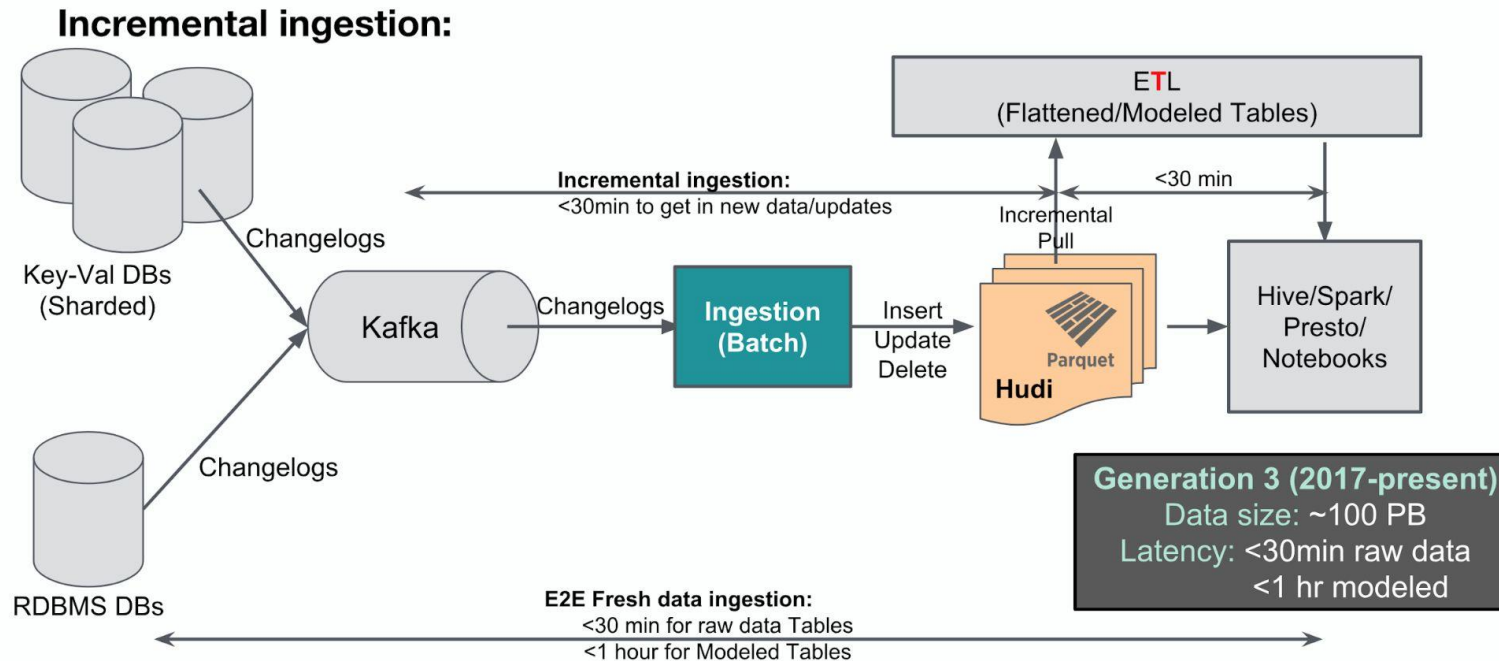 Incremental ingestion:
ETL
(Flattened/Modeled Tables)
Incremental ingestion:
<30min to get in new data/updates
<30 min
Incremental
Pull
Changelogs
Key-Val DBs
(Sharded)
Kafka
Changelogs
Ingestion
(Batch)
Insert
Update
Delete
Parquet
Hudi
Hive/Spark/
Presto/
Notebooks
Changelogs
RDBMS DBs
Generation 3 (2017-present)
Data size: ~100 PB
Latency: <30min raw data
<1 hr modeled
E2E Fresh data ingestion:
<30 min for raw data Tables
<1 hour for Modeled Tables